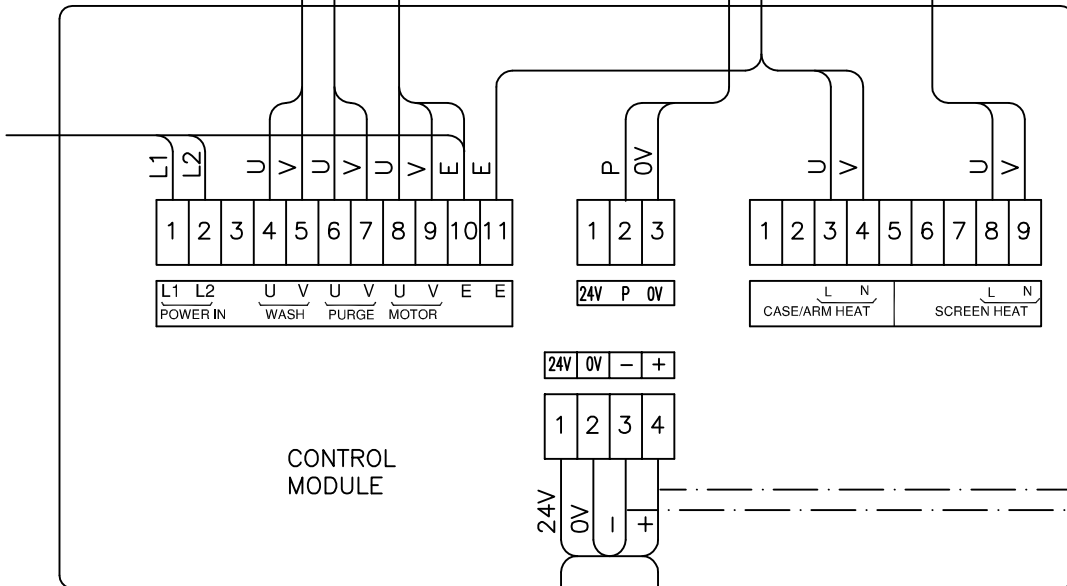 L1 L2 U V U V U V E E
P 0V
U V U V
1 2 3 4 5 6 7 8 9 10 11
1 2 3
1 2 3 4 5 6 7 8 9
L1 L2 U V U V U V E E
POWER IN WASH PURGE MOTOR
24V P 0V
L N L N
CASE/ARM HEAT SCREEN HEAT
24V 0V − +
1 2 3 4
CONTROL
MODULE
24V 0V − +